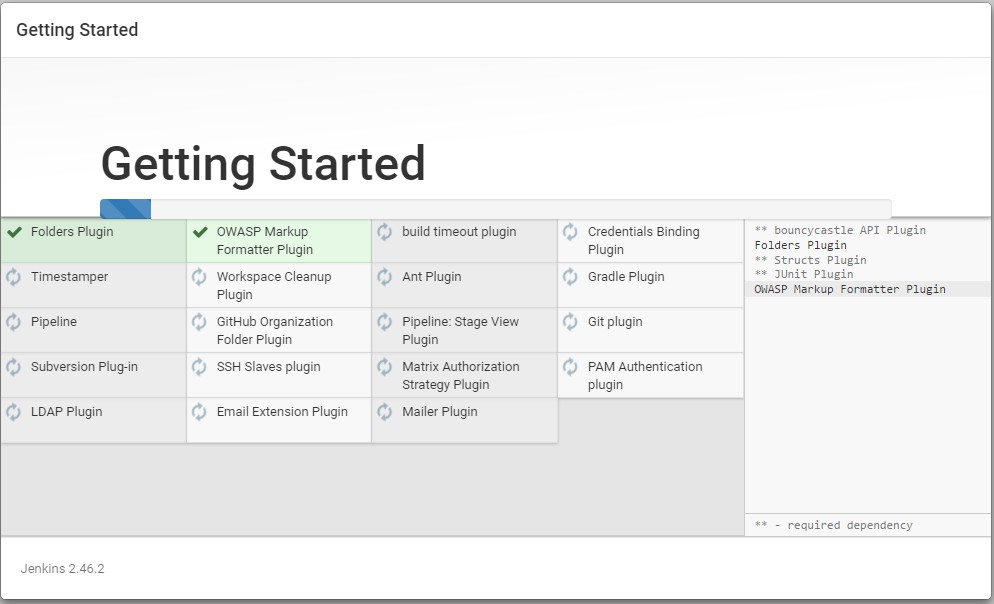 Getting Started
Getting Started
Folders Plugin
OWASP Markup
Formatter Plugin
build timeout plugin
Credentials Binding
Plugin
Timestamper
Workspace Cleanup
Plugin
Ant Plugin
Gradle Plugin
Pipeline
GitHub Organization
Folder Plugin
Pipeline: Stage View
Plugin
Git plugin
Subversion Plug-in
SSH Slaves plugin
Matrix Authorization
Strategy Plugin
PAM Authentication
plugin
LDAP Plugin
Email Extension Plugin
Mailer Plugin
** bouncycastle API Plugin
Folders Plugin
** Structs Plugin
** JUnit Plugin
OWASP Markup Formatter Plugin
** - required dependency
Jenkins 2.46.2